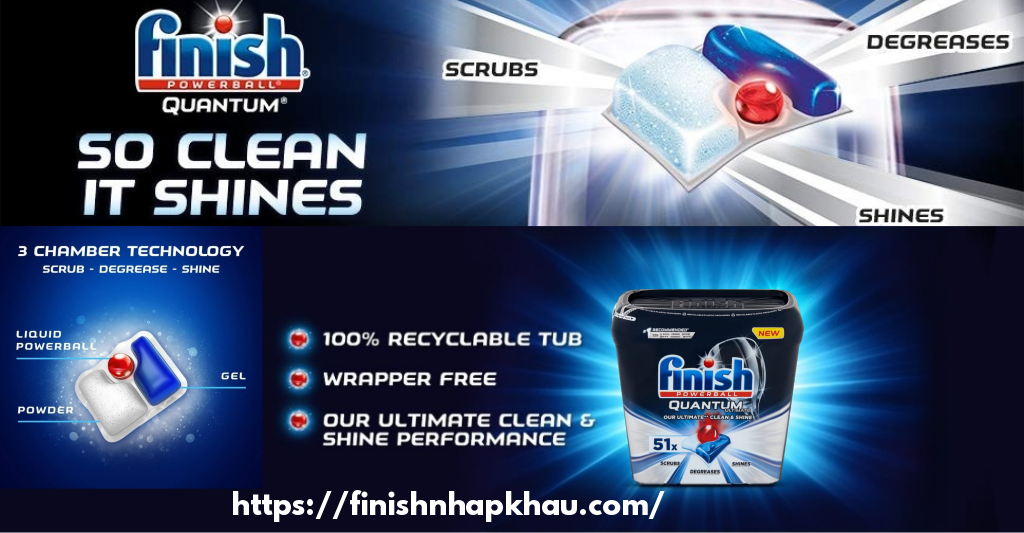 finish
POWERBALL®
QUANTUM®
SO CLEAN
IT SHINES
SCRUBS
DEGREASES
SHINES
3 CHAMBER TECHNOLOGY
SCRUB - DEGREASE - SHINE
LIQUID
POWERBALL
GEL
POWDER
100% RECYCLABLE TUB
WRAPPER FREE
OUR ULTIMATE CLEAN &
SHINE PERFORMANCE
#1 RECOMMENDED*
NEW
finish
POWERBALL
QUANTUM
OUR ULTIMATE** CLEAN & SHINE
51x
SCRUBS
DEGREASES
SHINES
https://finishnhapkhau.com/